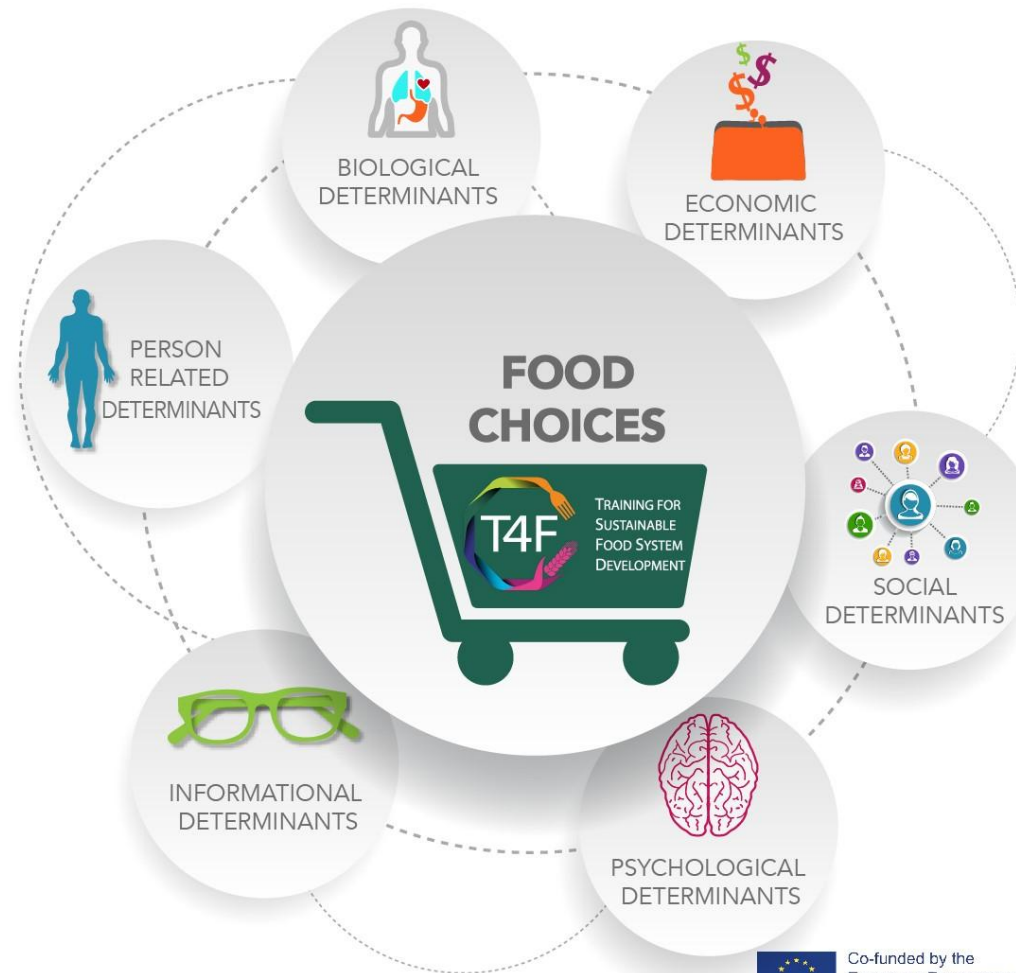 BIOLOGICAL
DETERMINANTS
ECONOMIC
DETERMINANTS
PERSON
RELATED
DETERMINANTS
FOOD
CHOICES
T4F
TRAINING FOR
SUSTAINABLE
FOOD SYSTEM
DEVELOPMENT
SOCIAL
DETERMINANTS
INFORMATIONAL
DETERMINANTS
PSYCHOLOGICAL
DETERMINANTS
Co-funded by the